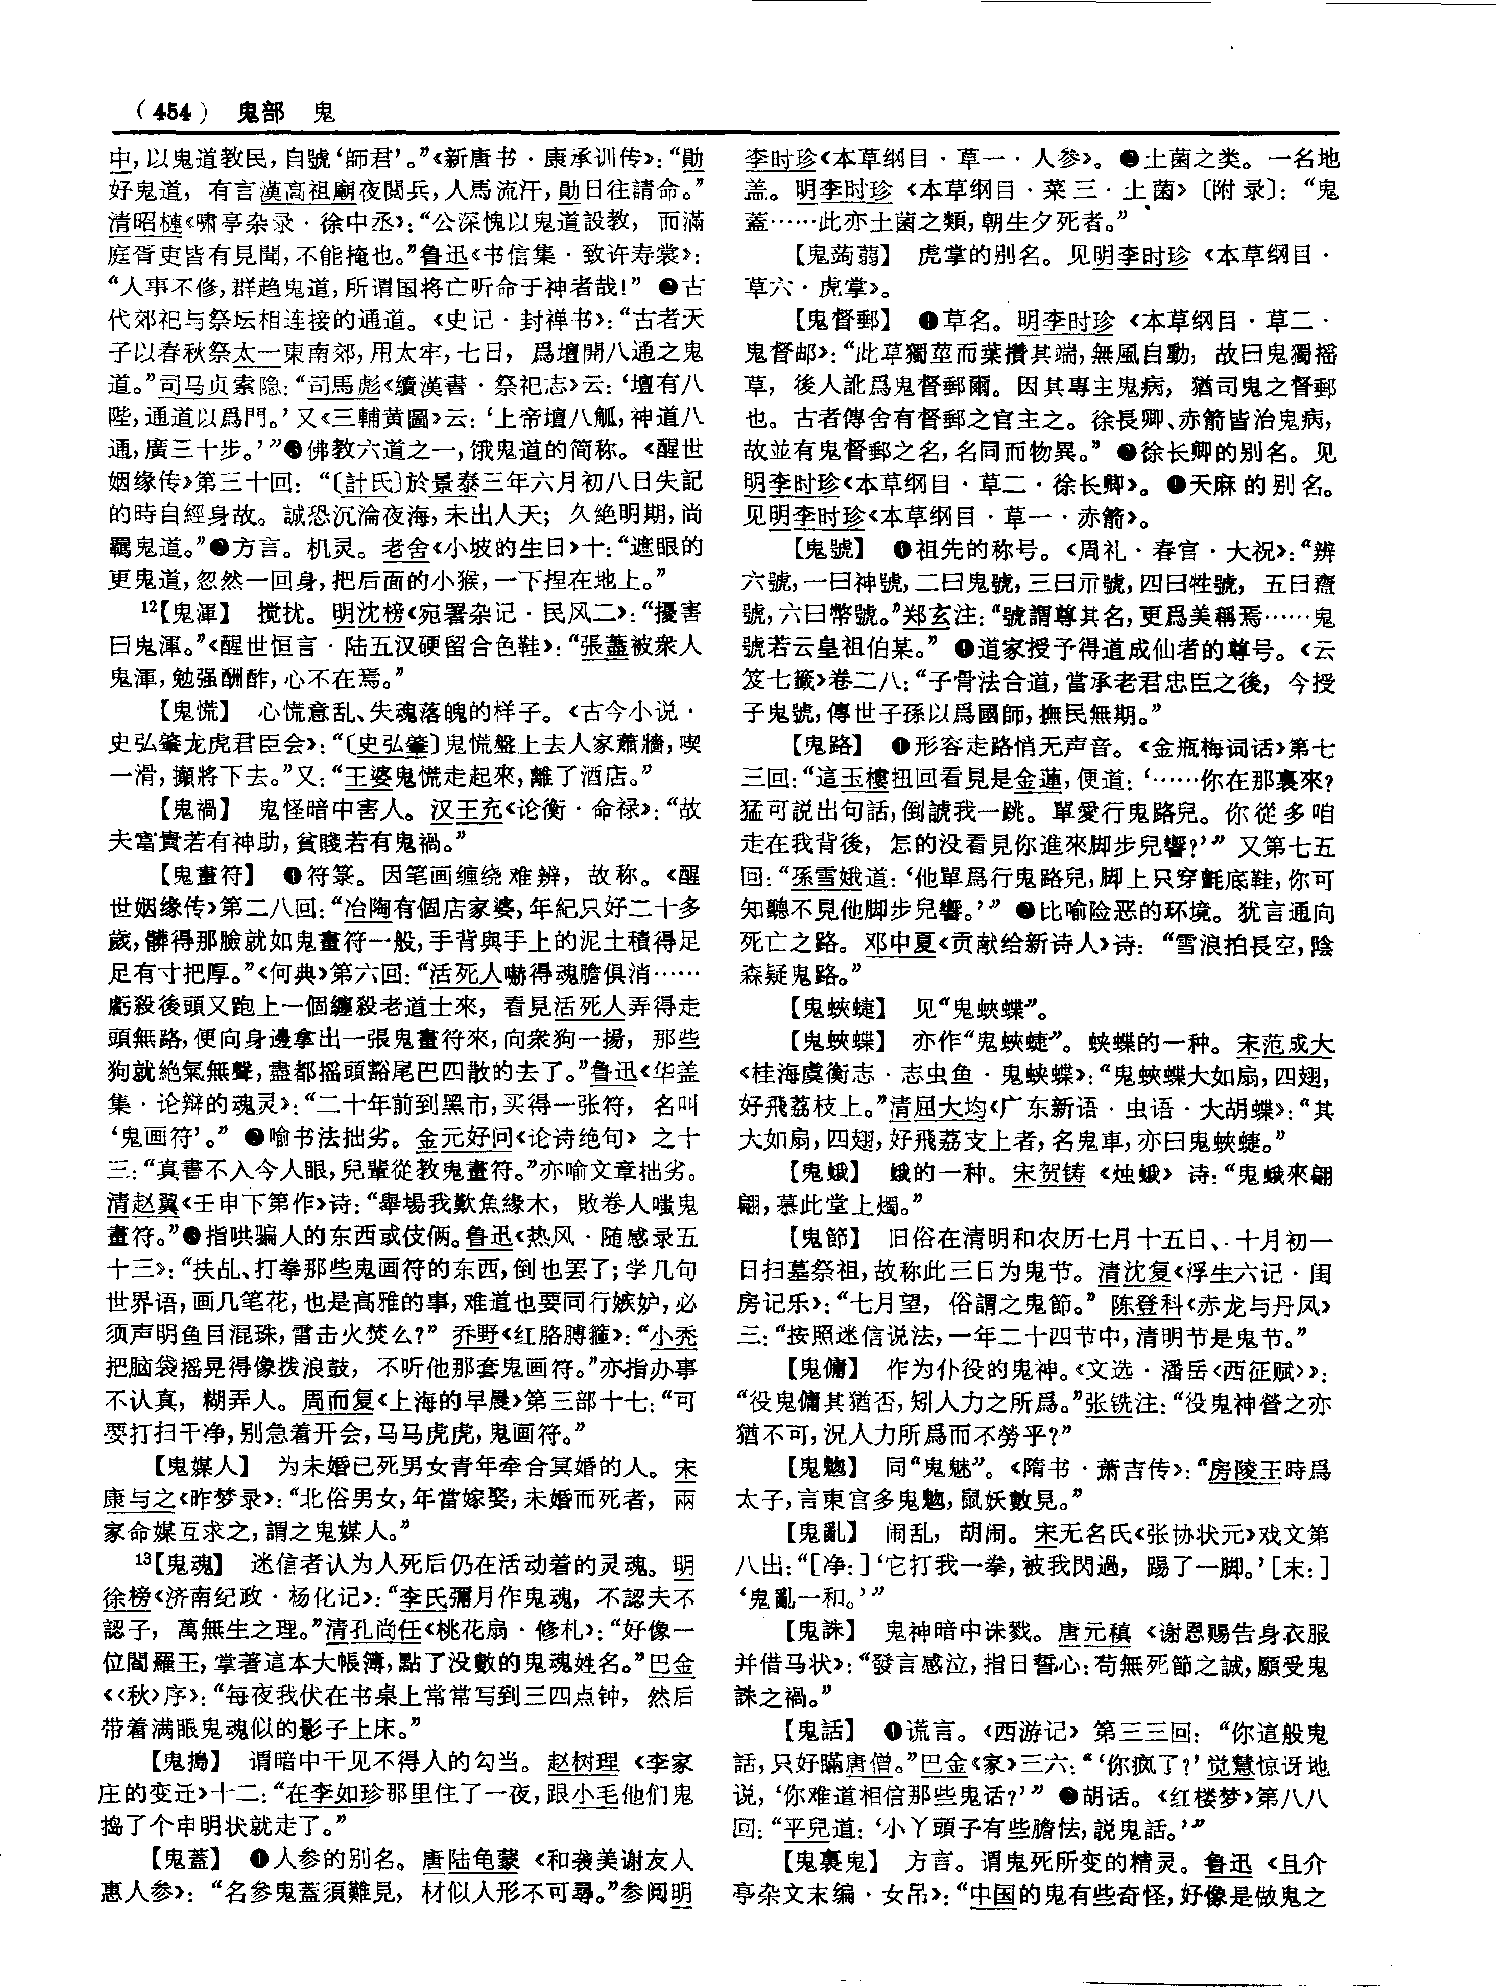 （454） 鬼部 鬼
中，以鬼道教民，自號‘師君’。”《新唐书·康承训传》：“勛
好鬼道，有言漢高祖廟夜閲兵，人馬流汗，勛日往請命。”
清昭槤《啸亭杂录·徐中丞》：“公深愧以鬼道設教，而滿
庭胥吏皆有見聞，不能掩也。”鲁迅《书信集·致许寿裳》：
“人事不修，群趋鬼道，所谓国将亡听命于神者哉！”❷古
代郊祀与祭坛相连接的通道。《史记·封禅书》：“古者天
子以春秋祭太一東南郊，用太牢，七日，爲壇開八通之鬼
道。”司马贞索隐：“司馬彪《續漢書·祭祀志》云：‘壇有八
陛，通道以爲門。’又《三輔黄圖》云：‘上帝壇八觚，神道八
通，廣三十步。’”❸佛教六道之一，饿鬼道的简称。《醒世
姻缘传》第三十回：“〔計氏〕於景泰三年六月初八日失記
的時自經身故。誠恐沉淪夜海，未出人天；久絶明期，尚
羈鬼道。”❹方言。机灵。老舍《小坡的生日》十：“遮眼的
更鬼道，忽然一回身，把后面的小猴，一下捏在地上。”
12【鬼渾】 搅扰。明沈榜《宛署杂记·民风二》：“擾害
曰鬼渾。”《醒世恒言·陆五汉硬留合色鞋》：“張藎被衆人
鬼渾，勉强酬酢，心不在焉。”
【鬼慌】 心慌意乱、失魂落魄的样子。《古今小说·
史弘肇龙虎君臣会》：“〔史弘肇〕鬼慌盤上去人家蕭牆，喫
一滑，攧將下去。”又：“王婆鬼慌走起來，離了酒店。”
【鬼禍】 鬼怪暗中害人。汉王充《论衡·命禄》：“故
夫富貴若有神助，貧賤若有鬼禍。”
【鬼畫符】 ❶符箓。因笔画缠绕难辨，故称。《醒
世姻缘传》第二八回：“冶陶有個店家婆，年紀只好二十多
歲，髒得那臉就如鬼畫符一般，手背與手上的泥土積得足
足有寸把厚。”《何典》第六回：“活死人嚇得魂膽俱消……
虧殺後頭又跑上一個纏殺老道士來，看見活死人弄得走
頭無路，便向身邊拿出一張鬼畫符來，向衆狗一揚，那些
狗就絶氣無聲，盡都摇頭豁尾巴四散的去了。”鲁迅《华盖
集·论辩的魂灵》：“二十年前到黑市，买得一张符，名叫
‘鬼画符’。”❷喻书法拙劣。金元好问《论诗绝句》之十
三：“真書不入今人眼，兒輩從教鬼畫符。”亦喻文章拙劣。
清赵翼《壬申下第作》诗：“舉場我歎魚緣木，敗卷人嗤鬼
畫符。”❸指哄骗人的东西或伎俩。鲁迅《热风·随感录五
十三》：“扶乩、打拳那些鬼画符的东西，倒也罢了；学几句
世界语，画几笔花，也是高雅的事，难道也要同行嫉妒，必
须声明鱼目混珠，雷击火焚么？”乔野《红胳膊箍》：“小秃
把脑袋摇晃得像拨浪鼓，不听他那套鬼画符。”亦指办事
不认真，糊弄人。周而复《上海的早晨》第三部十七：“可
要打扫干净，别急着开会，马马虎虎，鬼画符。”
【鬼媒人】 为未婚已死男女青年牵合冥婚的人。宋
康与之《昨梦录》：“北俗男女，年當嫁娶，未婚而死者，兩
家命媒互求之，謂之鬼媒人。”
13【鬼魂】 迷信者认为人死后仍在活动着的灵魂。明
徐榜《济南纪政·杨化记》：“李氏彌月作鬼魂，不認夫不
認子，萬無生之理。”清孔尚任《桃花扇·修札》：“好像一
位閻羅王，掌著這本大帳簿，點了没數的鬼魂姓名。”巴金
《〈秋〉序》：“每夜我伏在书桌上常常写到三四点钟，然后
带着满眼鬼魂似的影子上床。”
【鬼搗】 谓暗中干见不得人的勾当。赵树理《李家
庄的变迁》十二：“在李如珍那里住了一夜，跟小毛他们鬼
捣了个申明状就走了。”
【鬼蓋】 ❶人参的别名。唐陆龟蒙《和袭美谢友人
惠人参》：“名参鬼蓋須難見，材似人形不可尋。”参阅明
李时珍《本草纲目·草一·人参》。❷土菌之类。一名地
盖。明李时珍《本草纲目·菜三·土菌》〔附录〕：“鬼
蓋……此亦土菌之類，朝生夕死者。”
【鬼蒟蒻】 虎掌的别名。见明李时珍《本草纲目·
草六·虎掌》。
【鬼督郵】 ❶草名。明李时珍《本草纲目·草二·
鬼督邮》：“此草獨莖而葉攢其端，無風自動；故曰鬼獨摇
草，後人訛爲鬼督郵爾。因其專主鬼病，猶司鬼之督郵
也。古者傳舍有督郵之官主之。徐長卿、赤箭皆治鬼病，
故並有鬼督郵之名，名同而物異。”❷徐长卿的别名。见
明李时珍《本草纲目·草二·徐长卿》。❸天麻的别名。
见明李时珍《本草纲目·草一·赤箭》。
【鬼號】 ❶祖先的称号。《周礼·春官·大祝》：“辨
六號，一曰神號，二曰鬼號，三曰示號，四曰牲號，五曰齍
號，六曰幣號。”郑玄注：“號謂尊其名，更爲美稱焉……鬼
號若云皇祖伯某。”❷道家授予得道成仙者的尊号。《云
笈七籤》卷二八：“子骨法合道，當承老君忠臣之後，今授
子鬼號，傳世子孫以爲國師，撫民無期。”
【鬼路】 ❶形容走路悄无声音。《金瓶梅词话》第七
三回：“這玉樓扭回看見是金蓮，便道：‘……你在那裏來？
猛可説出句話，倒諕我一跳。單愛行鬼路兒。你從多咱
走在我背後，怎的没看見你進來脚步兒響？’”又第七五
回：“孫雪娥道：‘他單爲行鬼路兒，脚上只穿氈底鞋，你可
知聽不見他脚步兒響。’”❷比喻险恶的环境。犹言通向
死亡之路。邓中夏《贡献给新诗人》诗：“雪浪拍長空，陰
森疑鬼路。”
【鬼蛺蜨】 见“鬼蛺蝶”。
【鬼蛺蝶】 亦作“鬼蛺蜨”。蛱蝶的一种。宋范成大
《桂海虞衡志·志虫鱼·鬼蛱蝶》：“鬼蛺蝶大如扇，四翅，
好飛荔枝上。”清屈大均《广东新语·虫语·大胡蝶》：“其
大如扇，四翅，好飛荔支上者，名鬼車，亦曰鬼蛺蜨。”
【鬼蛾】 蛾的一种。宋贺铸《烛蛾》诗：“鬼蛾來翩
翩，慕此堂上燭。”
【鬼節】 旧俗在清明和农历七月十五日、十月初一
日扫墓祭祖，故称此三日为鬼节。清沈复《浮生六记·闺
房记乐》：“七月望，俗謂之鬼節。”陈登科《赤龙与丹凤》
三：“按照迷信说法，一年二十四节中，清明节是鬼节。”
【鬼傭】 作为仆役的鬼神。《文选·潘岳〈西征赋〉》：
“役鬼傭其猶否，矧人力之所爲。”张铣注：“役鬼神營之亦
猶不可，況人力所爲而不勞乎？”
【鬼魊】 同“鬼魅”。《隋书·萧吉传》：“房陵王時爲
太子，言東宫多鬼魊，鼠妖數見。”
【鬼亂】 闹乱，胡闹。宋无名氏《张协状元》戏文第
八出：“［净：］‘它打我一拳，被我閃過，踢了一脚。’［末：］
‘鬼亂一和。’”
【鬼誅】 鬼神暗中诛戮。唐元稹《谢恩赐告身衣服
并借马状》：“發言感泣，指日誓心：苟無死節之誠，願受鬼
誅之禍。”
【鬼話】 ❶谎言。《西游记》第三三回：“你這般鬼
話，只好瞞唐僧。”巴金《家》三六：“‘你疯了？’觉慧惊讶地
说，‘你难道相信那些鬼话？’”❷胡话。《红楼梦》第八八
回：“平兒道：‘小丫頭子有些膽怯，説鬼話。’”
【鬼裏鬼】 方言。谓鬼死所变的精灵。鲁迅《且介
亭杂文末编·女吊》：“中国的鬼有些奇怪，好像是做鬼之